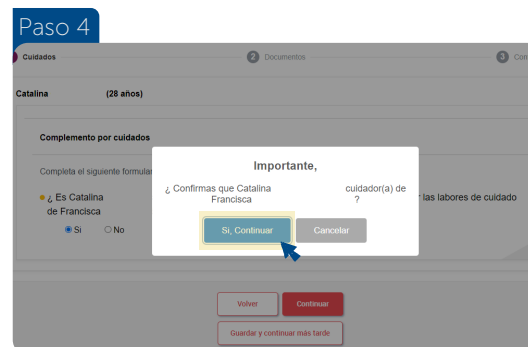 Paso 4
Cuidados
2 Documentos
3 Con
Catalina (28 años)
Complemento por cuidados
Completa el siguiente formular
¿ Es Catalina
de Francisca
las labores de cuidado
Si No
Importante,
¿ Confirmas que Catalina cuidador(a) de
Francisca ?
Si, Continuar Cancelar
Volver Continuar
Guardar y continuar más tarde